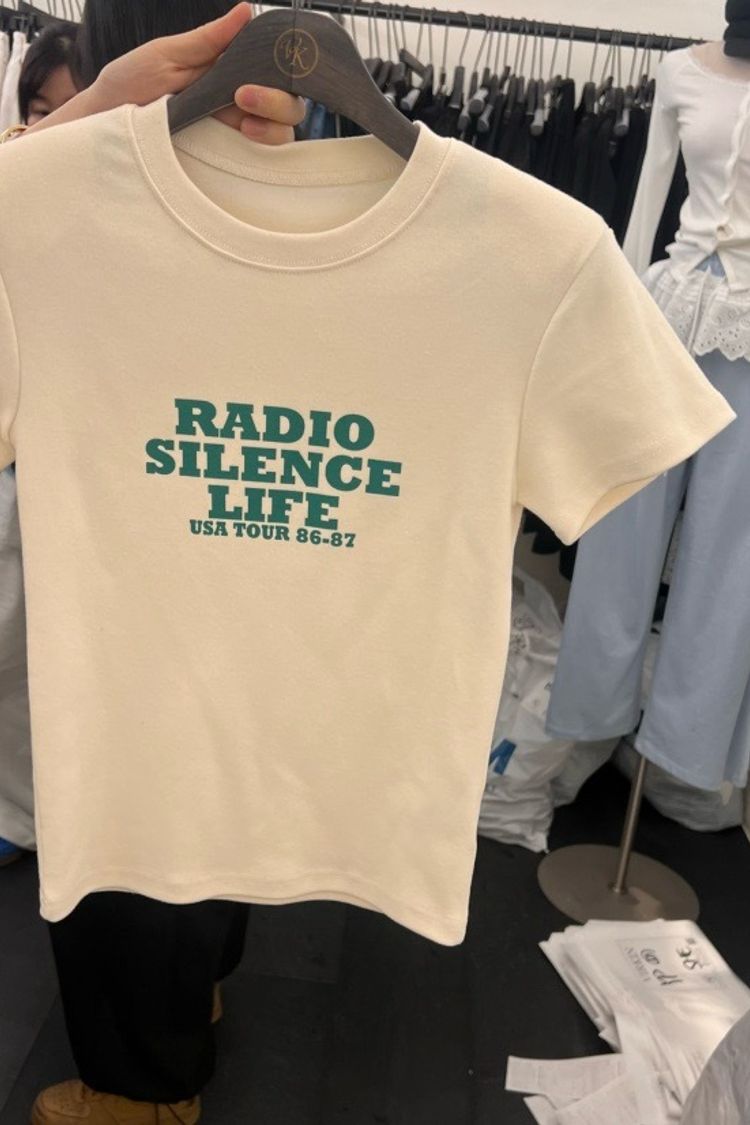 RADIO
SILENCE
LIFE
USA TOUR 86-87